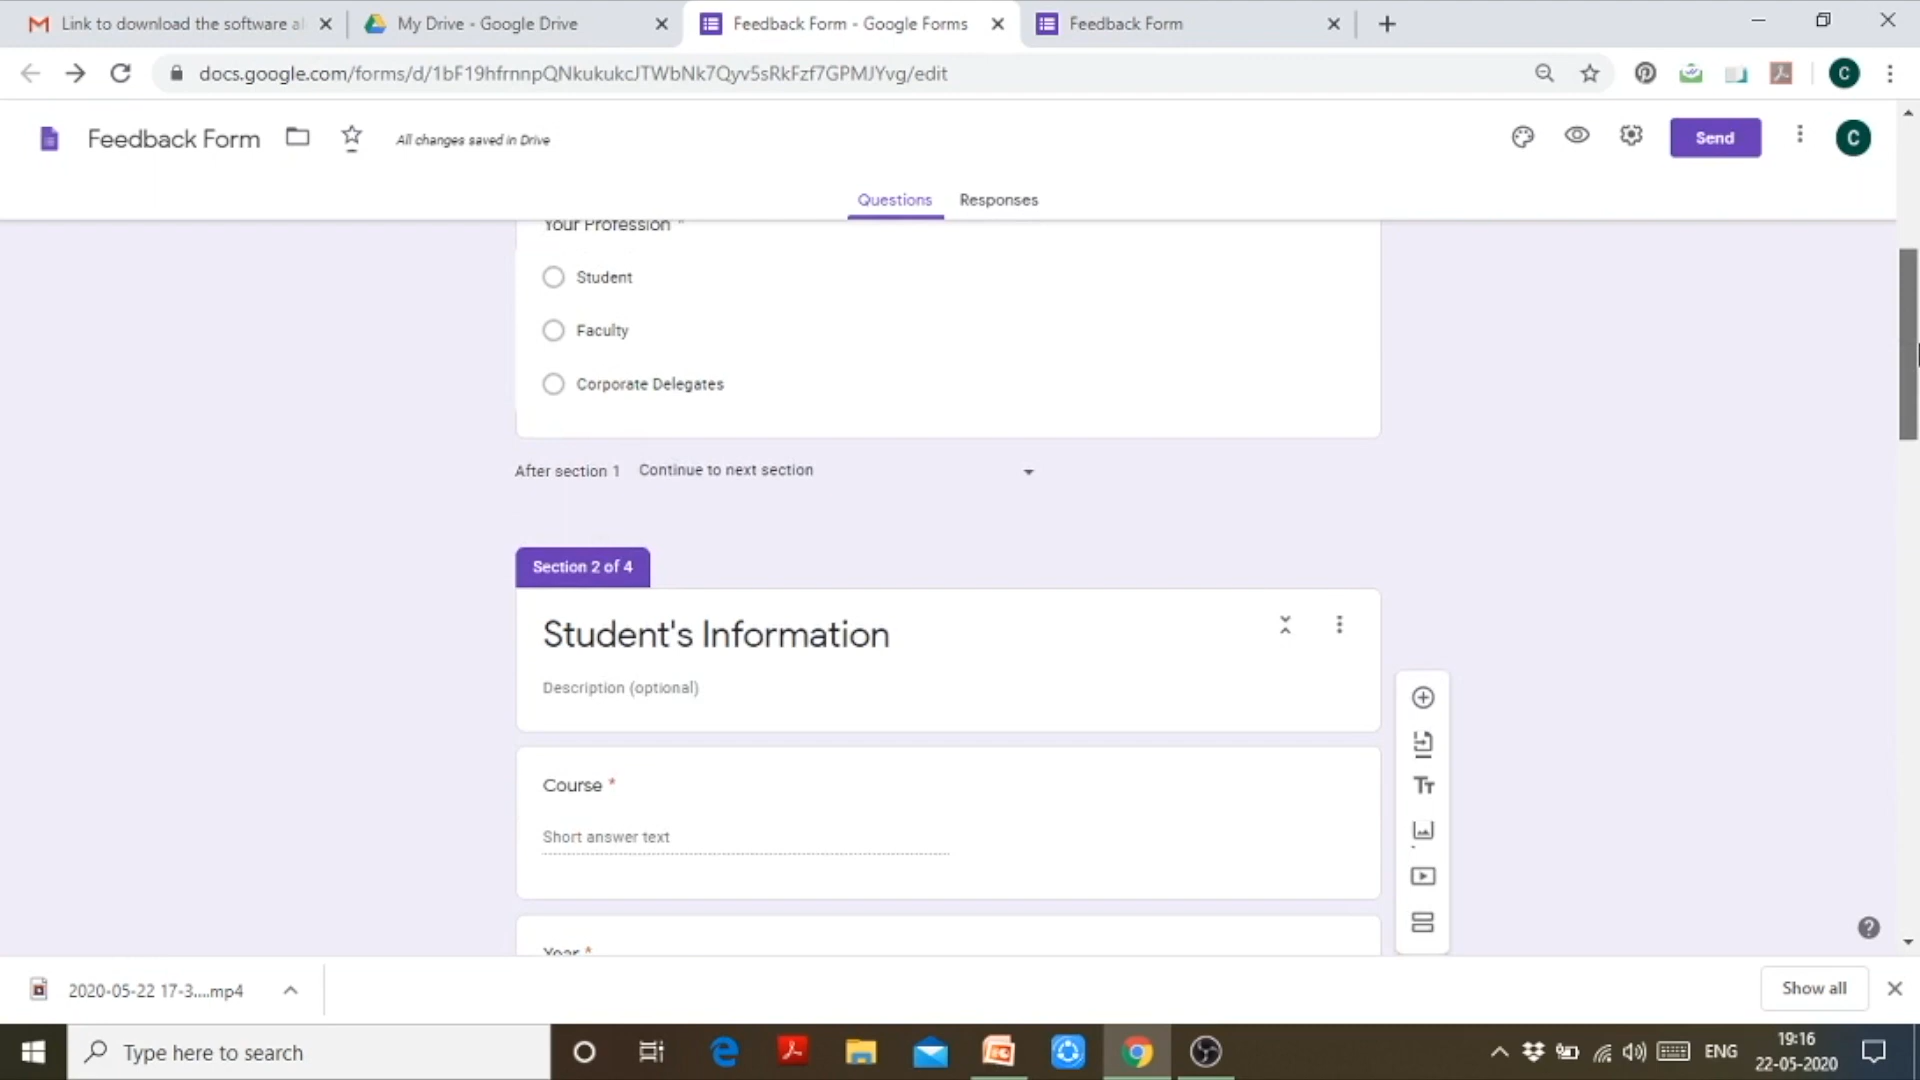 Link to download the software al
My Drive - Google Drive
Feedback Form - Google Forms
Feedback Form
docs.google.com/forms/d/1bF19hfrnnpQNkukukcJTWbNk7Qyv5sRkFzf7GPMJYvg/edit
C
Feedback Form
All changes saved in Drive
Send
C
Questions
Responses
Your Profession *
Student
Faculty
Corporate Delegates
After section 1 Continue to next section
Section 2 of 4
Student's Information
Description (optional)
Course *
Short answer text
Year *
2020-05-22 17-3....mp4
Show all
Type here to search
ENG
19:16
22-05-2020